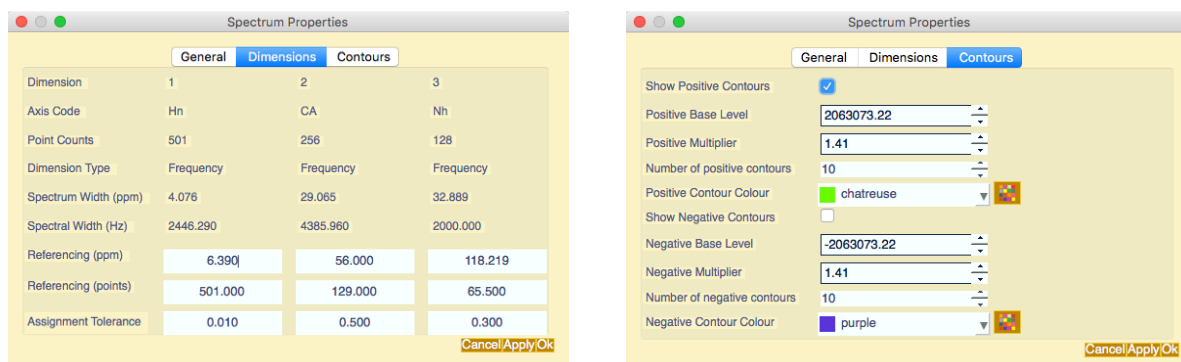 Spectrum Properties
General Dimensions Contours
Dimension 1 2 3
Axis Code Hn CA Nh
Point Counts 501 256 128
Dimension Type Frequency Frequency Frequency
Spectrum Width (ppm) 4.076 29.065 32.889
Spectral Width (Hz) 2446.290 4385.960 2000.000
Referencing (ppm) 6.390 56.000 118.219
Referencing (points) 501.000 129.000 65.500
Assignment Tolerance 0.010 0.500 0.300
Cancel Apply Ok
Spectrum Properties
General Dimensions Contours
Show Positive Contours
Positive Base Level 2063073.22
Positive Multiplier 1.41
Number of positive contours 10
Positive Contour Colour chatreuse
Show Negative Contours
Negative Base Level -2063073.22
Negative Multiplier 1.41
Number of negative contours 10
Negative Contour Colour purple
Cancel Apply Ok